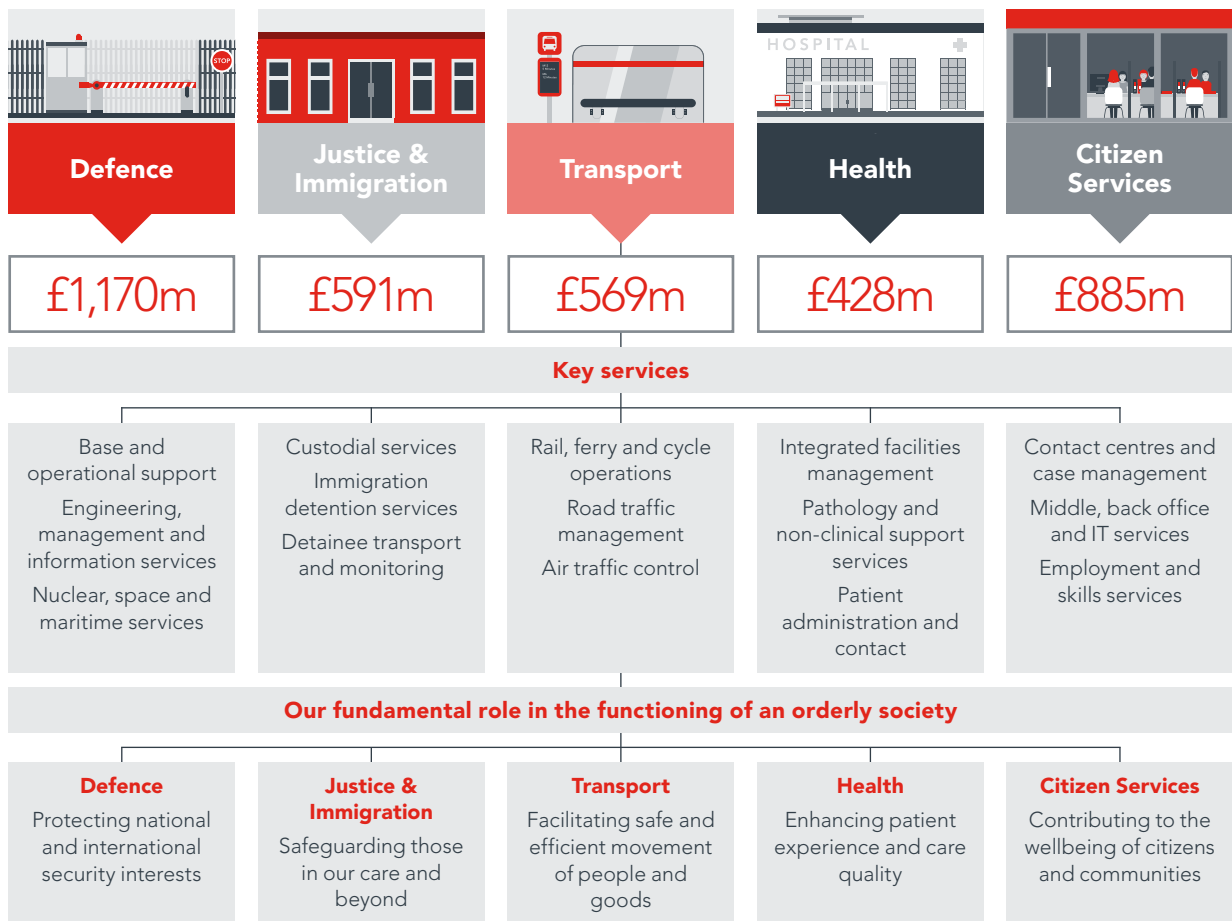 STOP
HOSPITAL
Defence
Justice &
Immigration
Transport
Health
Citizen
Services
£1,170m
£591m
£569m
£428m
£885m
Key services
Base and
operational support
Engineering,
management and
information services
Nuclear, space and
maritime services
Custodial services
Immigration
detention services
Detainee transport
and monitoring
Rail, ferry and cycle
operations
Road traffic
management
Air traffic control
Integrated facilities
management
Pathology and
non-clinical support
services
Patient
administration and
contact
Contact centres and
case management
Middle, back office
and IT services
Employment and
skills services
Our fundamental role in the functioning of an orderly society
Defence
Protecting national
and international
security interests
Justice &
Immigration
Safeguarding those
in our care and
beyond
Transport
Facilitating safe and
efficient movement
of people and
goods
Health
Enhancing patient
experience and care
quality
Citizen Services
Contributing to the
wellbeing of citizens
and communities